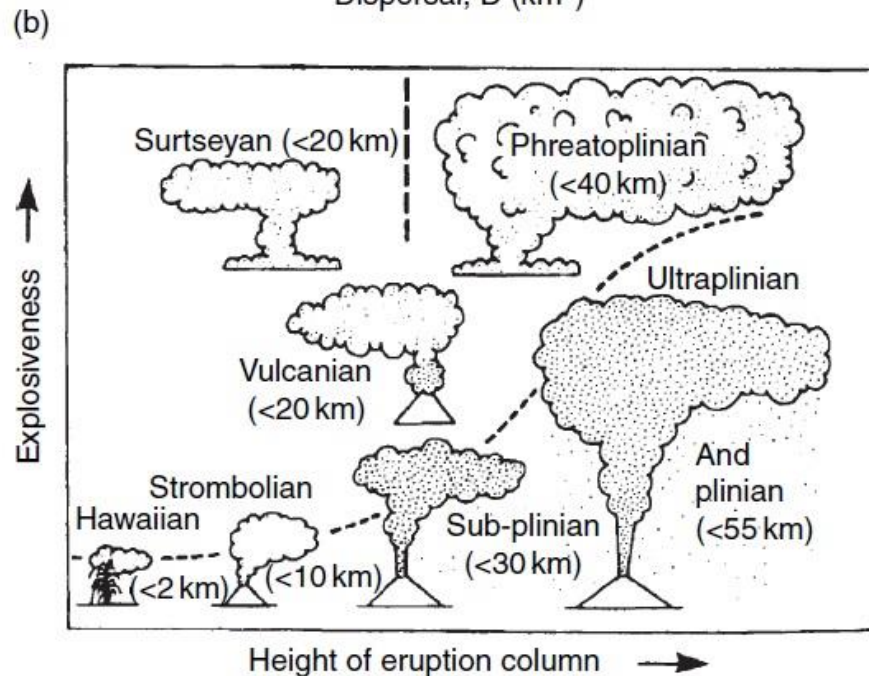 Dispersal, D (km²)
(b)
Surtseyan (<20 km)
Phreatoplinian
(<40 km)
Ultraplinian
Vulcanian
(<20 km)
And
plinian
(<55 km)
Strombolian
Hawaiian
Sub-plinian
(<30 km)
(<2 km)
(<10 km)
Explosiveness
Height of eruption column